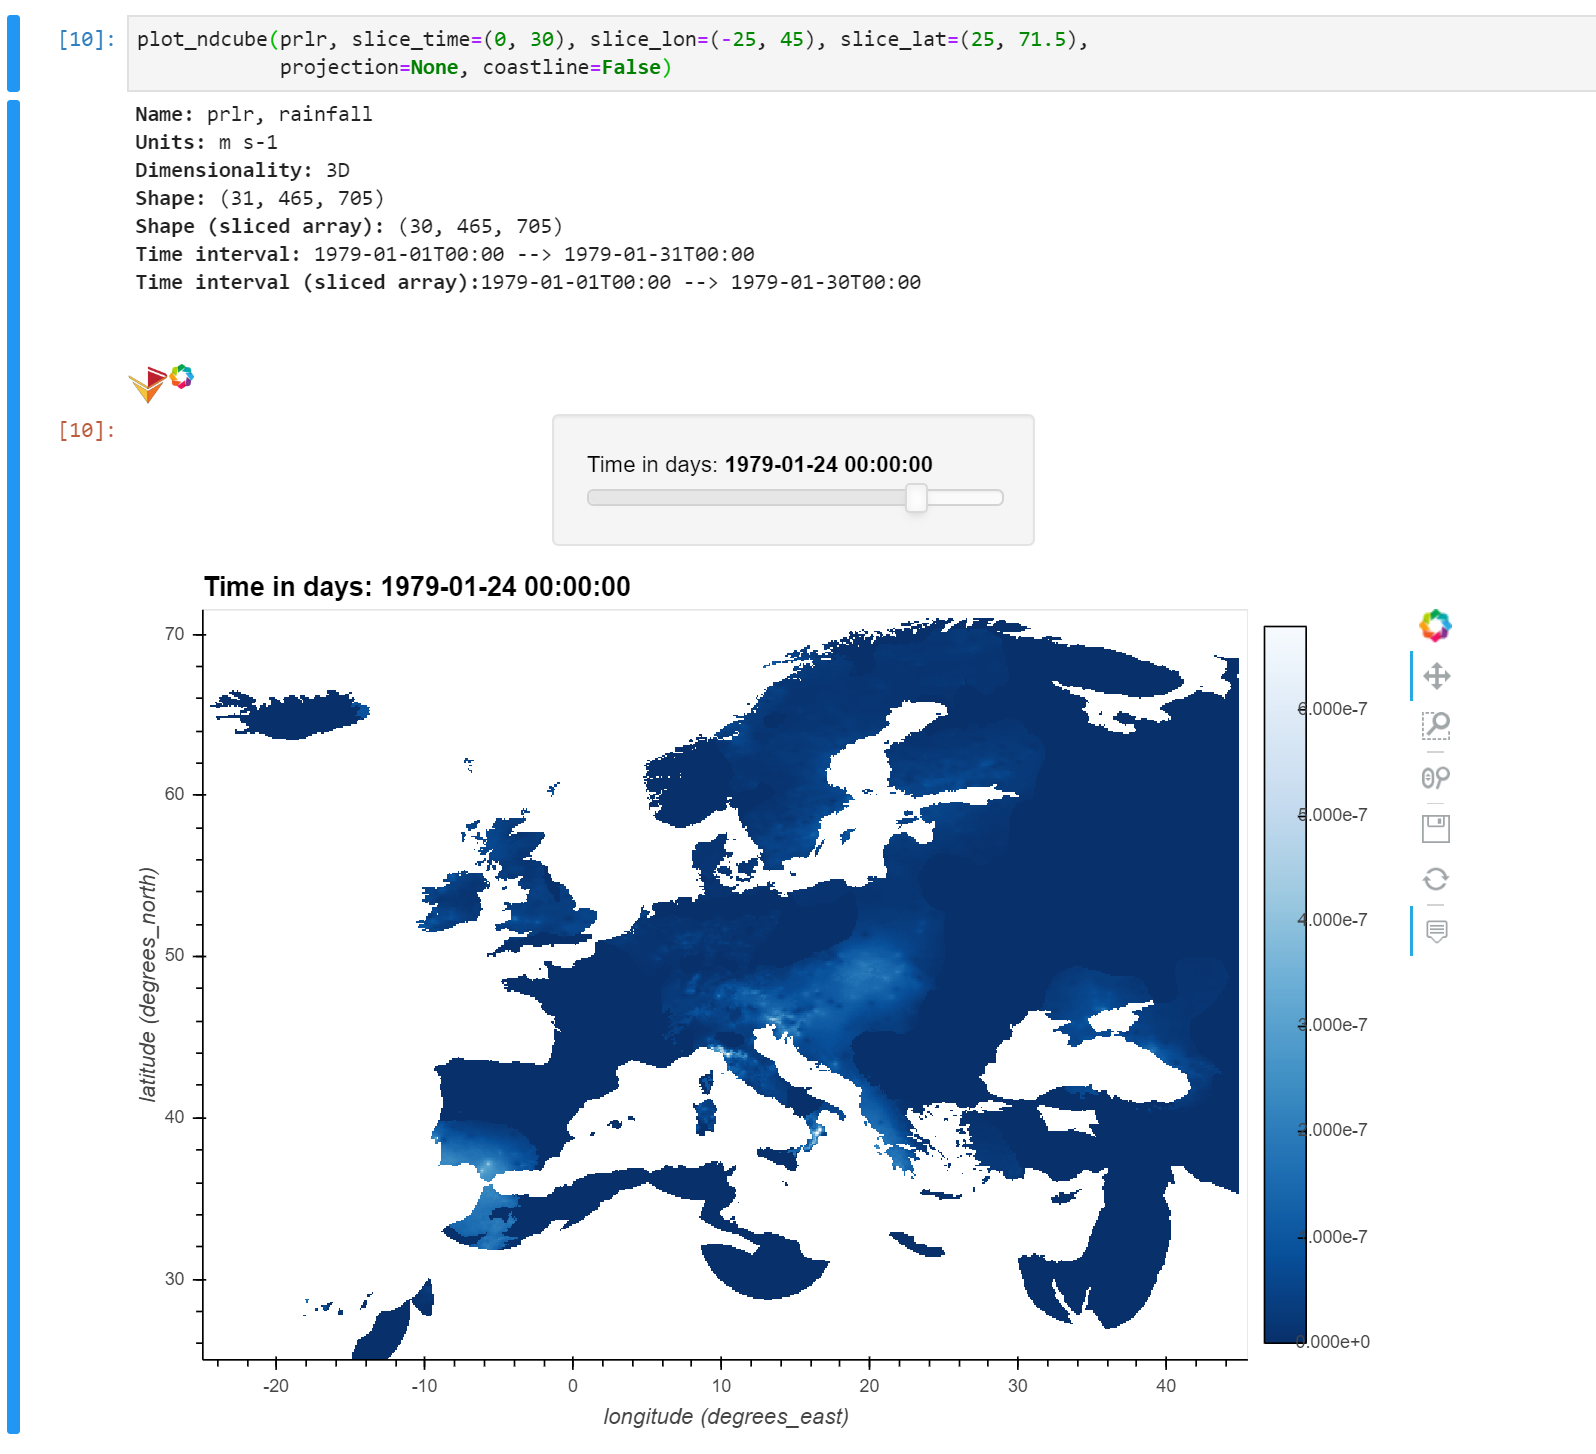 [10]: plot_ndcube(prlr, slice_time=(0, 30), slice_lon=(-25, 45), slice_lat=(25, 71.5),
projection=None, coastline=False)
Name: prlr, rainfall
Units: m s-1
Dimensionality: 3D
Shape: (31, 465, 705)
Shape (sliced array): (30, 465, 705)
Time interval: 1979-01-01T00:00 --> 1979-01-31T00:00
Time interval (sliced array):1979-01-01T00:00 --> 1979-01-30T00:00
[10]:
Time in days: 1979-01-24 00:00:00
Time in days: 1979-01-24 00:00:00
70
60
50
40
30
latitude (degrees_north)
-20 -10 0 10 20 30 40
longitude (degrees_east)
6.000e-7
5.000e-7
4.000e-7
3.000e-7
2.000e-7
1.000e-7
0.000e+0